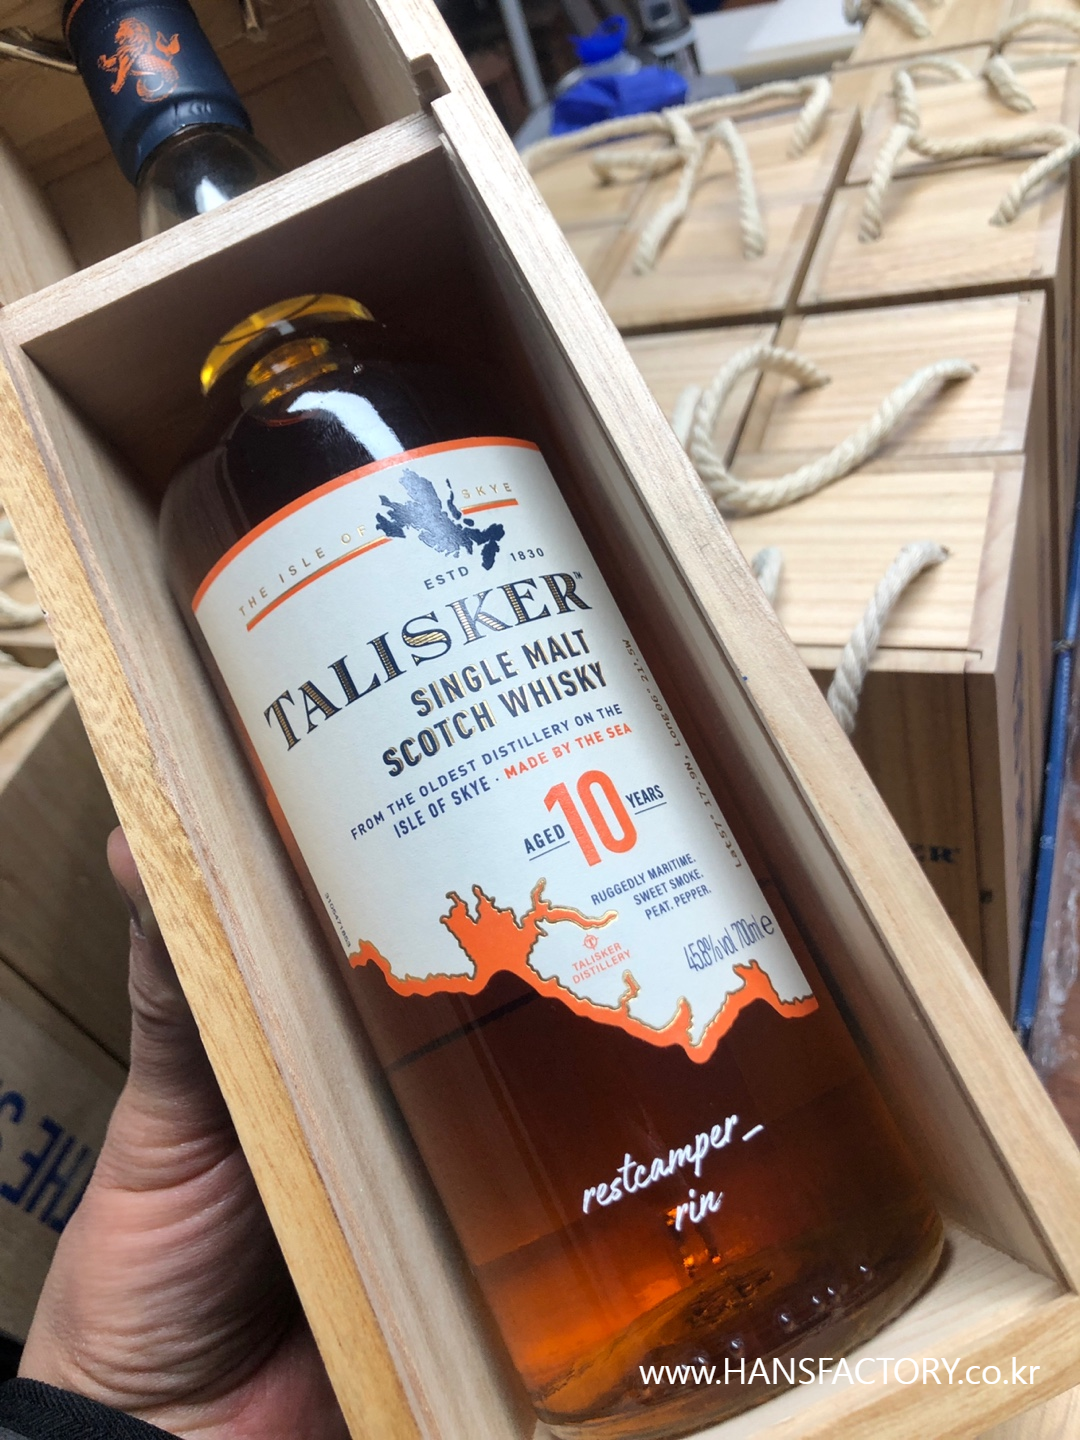 THE ISLE OF SKYE
ESTD 1830
TALISKER™
SINGLE MALT
SCOTCH WHISKY
FROM THE OLDEST DISTILLERY ON THE
ISLE OF SKYE · MADE BY THE SEA
AGED 10 YEARS
RUGGEDLY MARITIME.
SWEET SMOKE.
PEAT. PEPPER.
TALISKER
DISTILLERY
45.8% vol 700ml e
restcamper_
rin
THE S
www.HANSFACTORY.co.kr